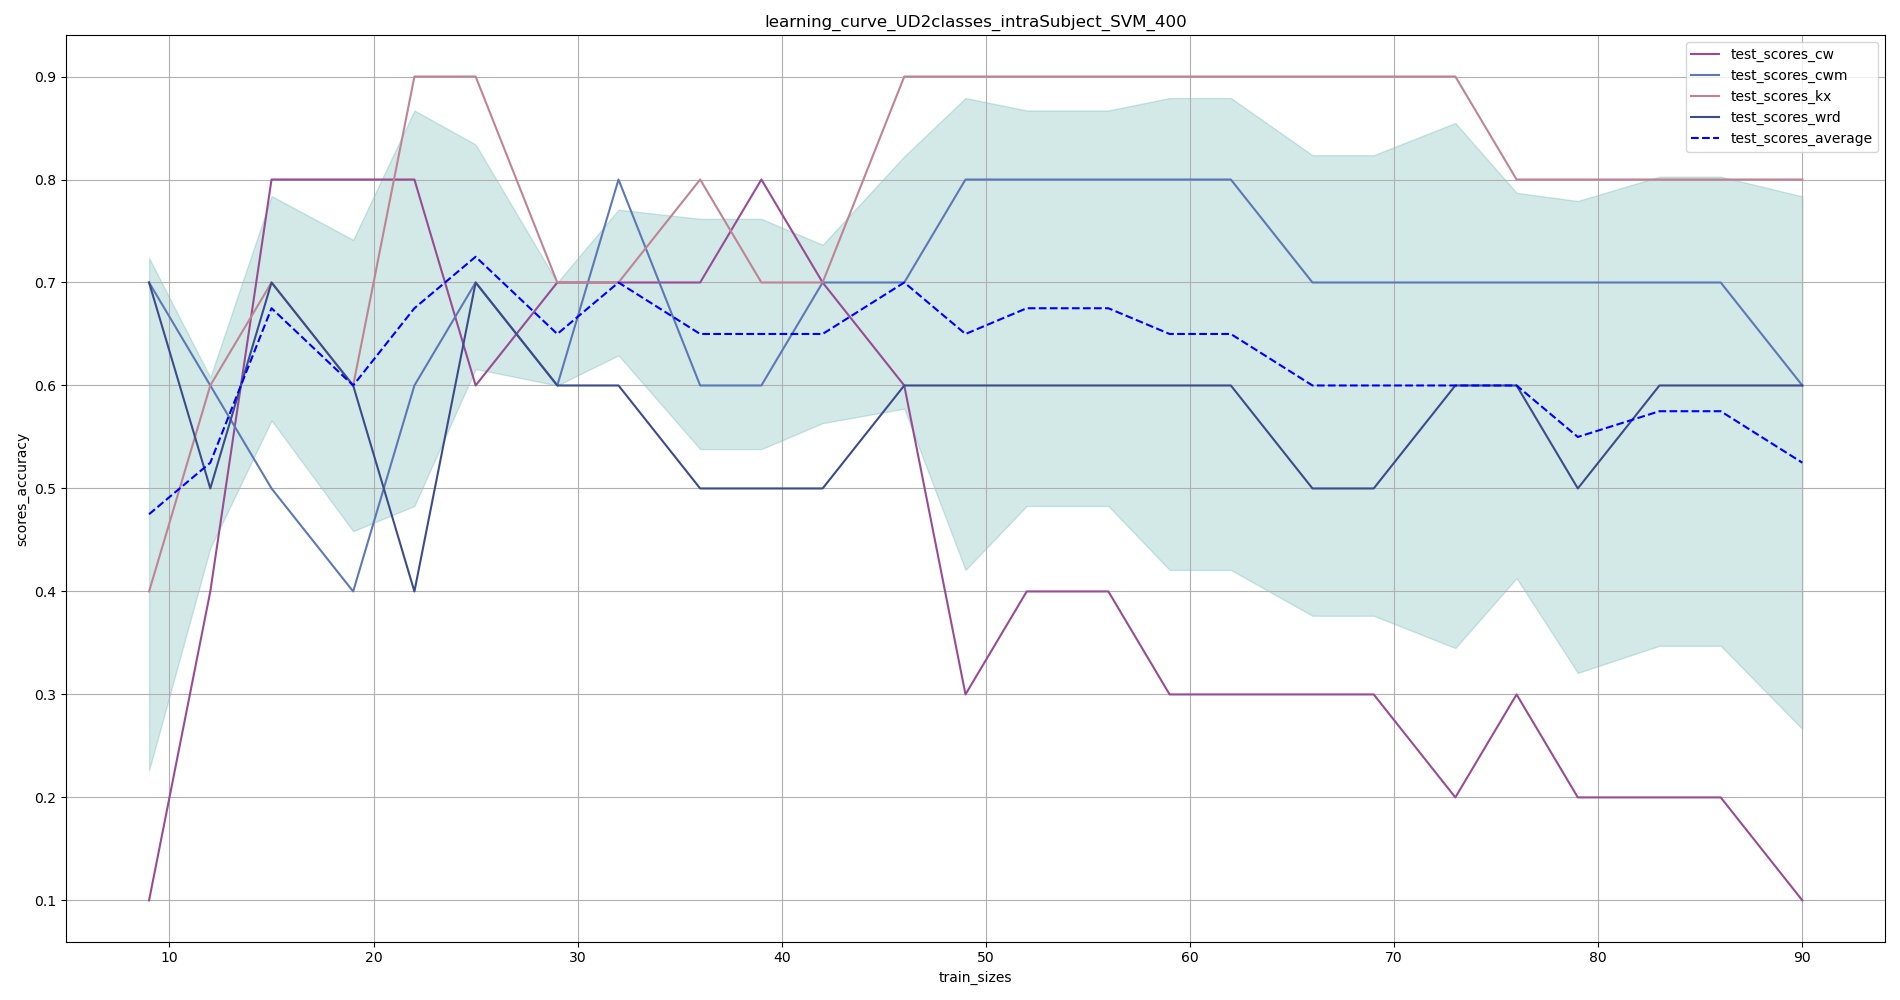 learning_curve_UD2classes_intraSubject_SVM_400
test_scores_cw
test_scores_cwm
test_scores_kx
test_scores_wrd
test_scores_average
scores_accuracy
0.9
0.8
0.7
0.6
0.5
0.4
0.3
0.2
0.1
10 20 30 40 50 60 70 80 90
train_sizes